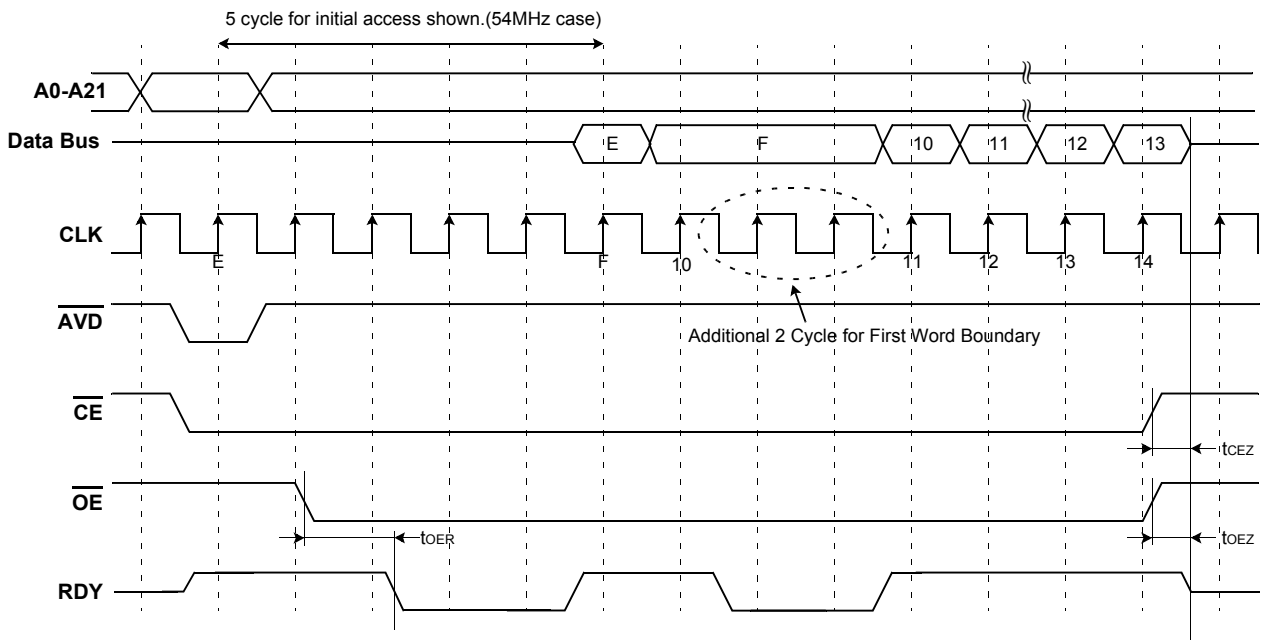 5 cycle for initial access shown.(54MHz case)
A0-A21
Data Bus
E F 10 11 12 13
CLK
E F 10 11 12 13 14
AVD
Additional 2 Cycle for First Word Boundary
CE
tCEZ
OE
tOER
tOEZ
RDY